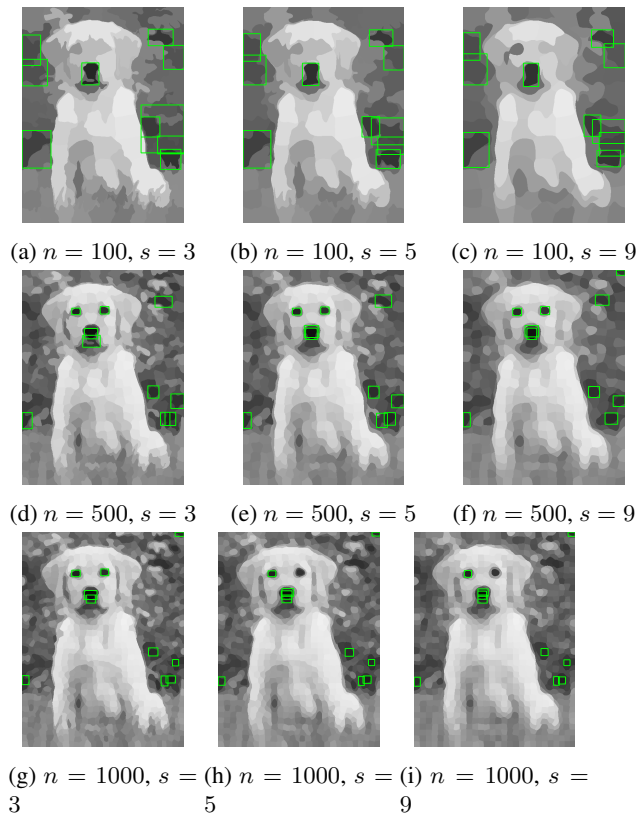 (a) n = 100, s = 3
(b) n = 100, s = 5
(c) n = 100, s = 9
(d) n = 500, s = 3
(e) n = 500, s = 5
(f) n = 500, s = 9
(g) n = 1000, s =
3
(h) n = 1000, s =
5
(i) n = 1000, s =
9